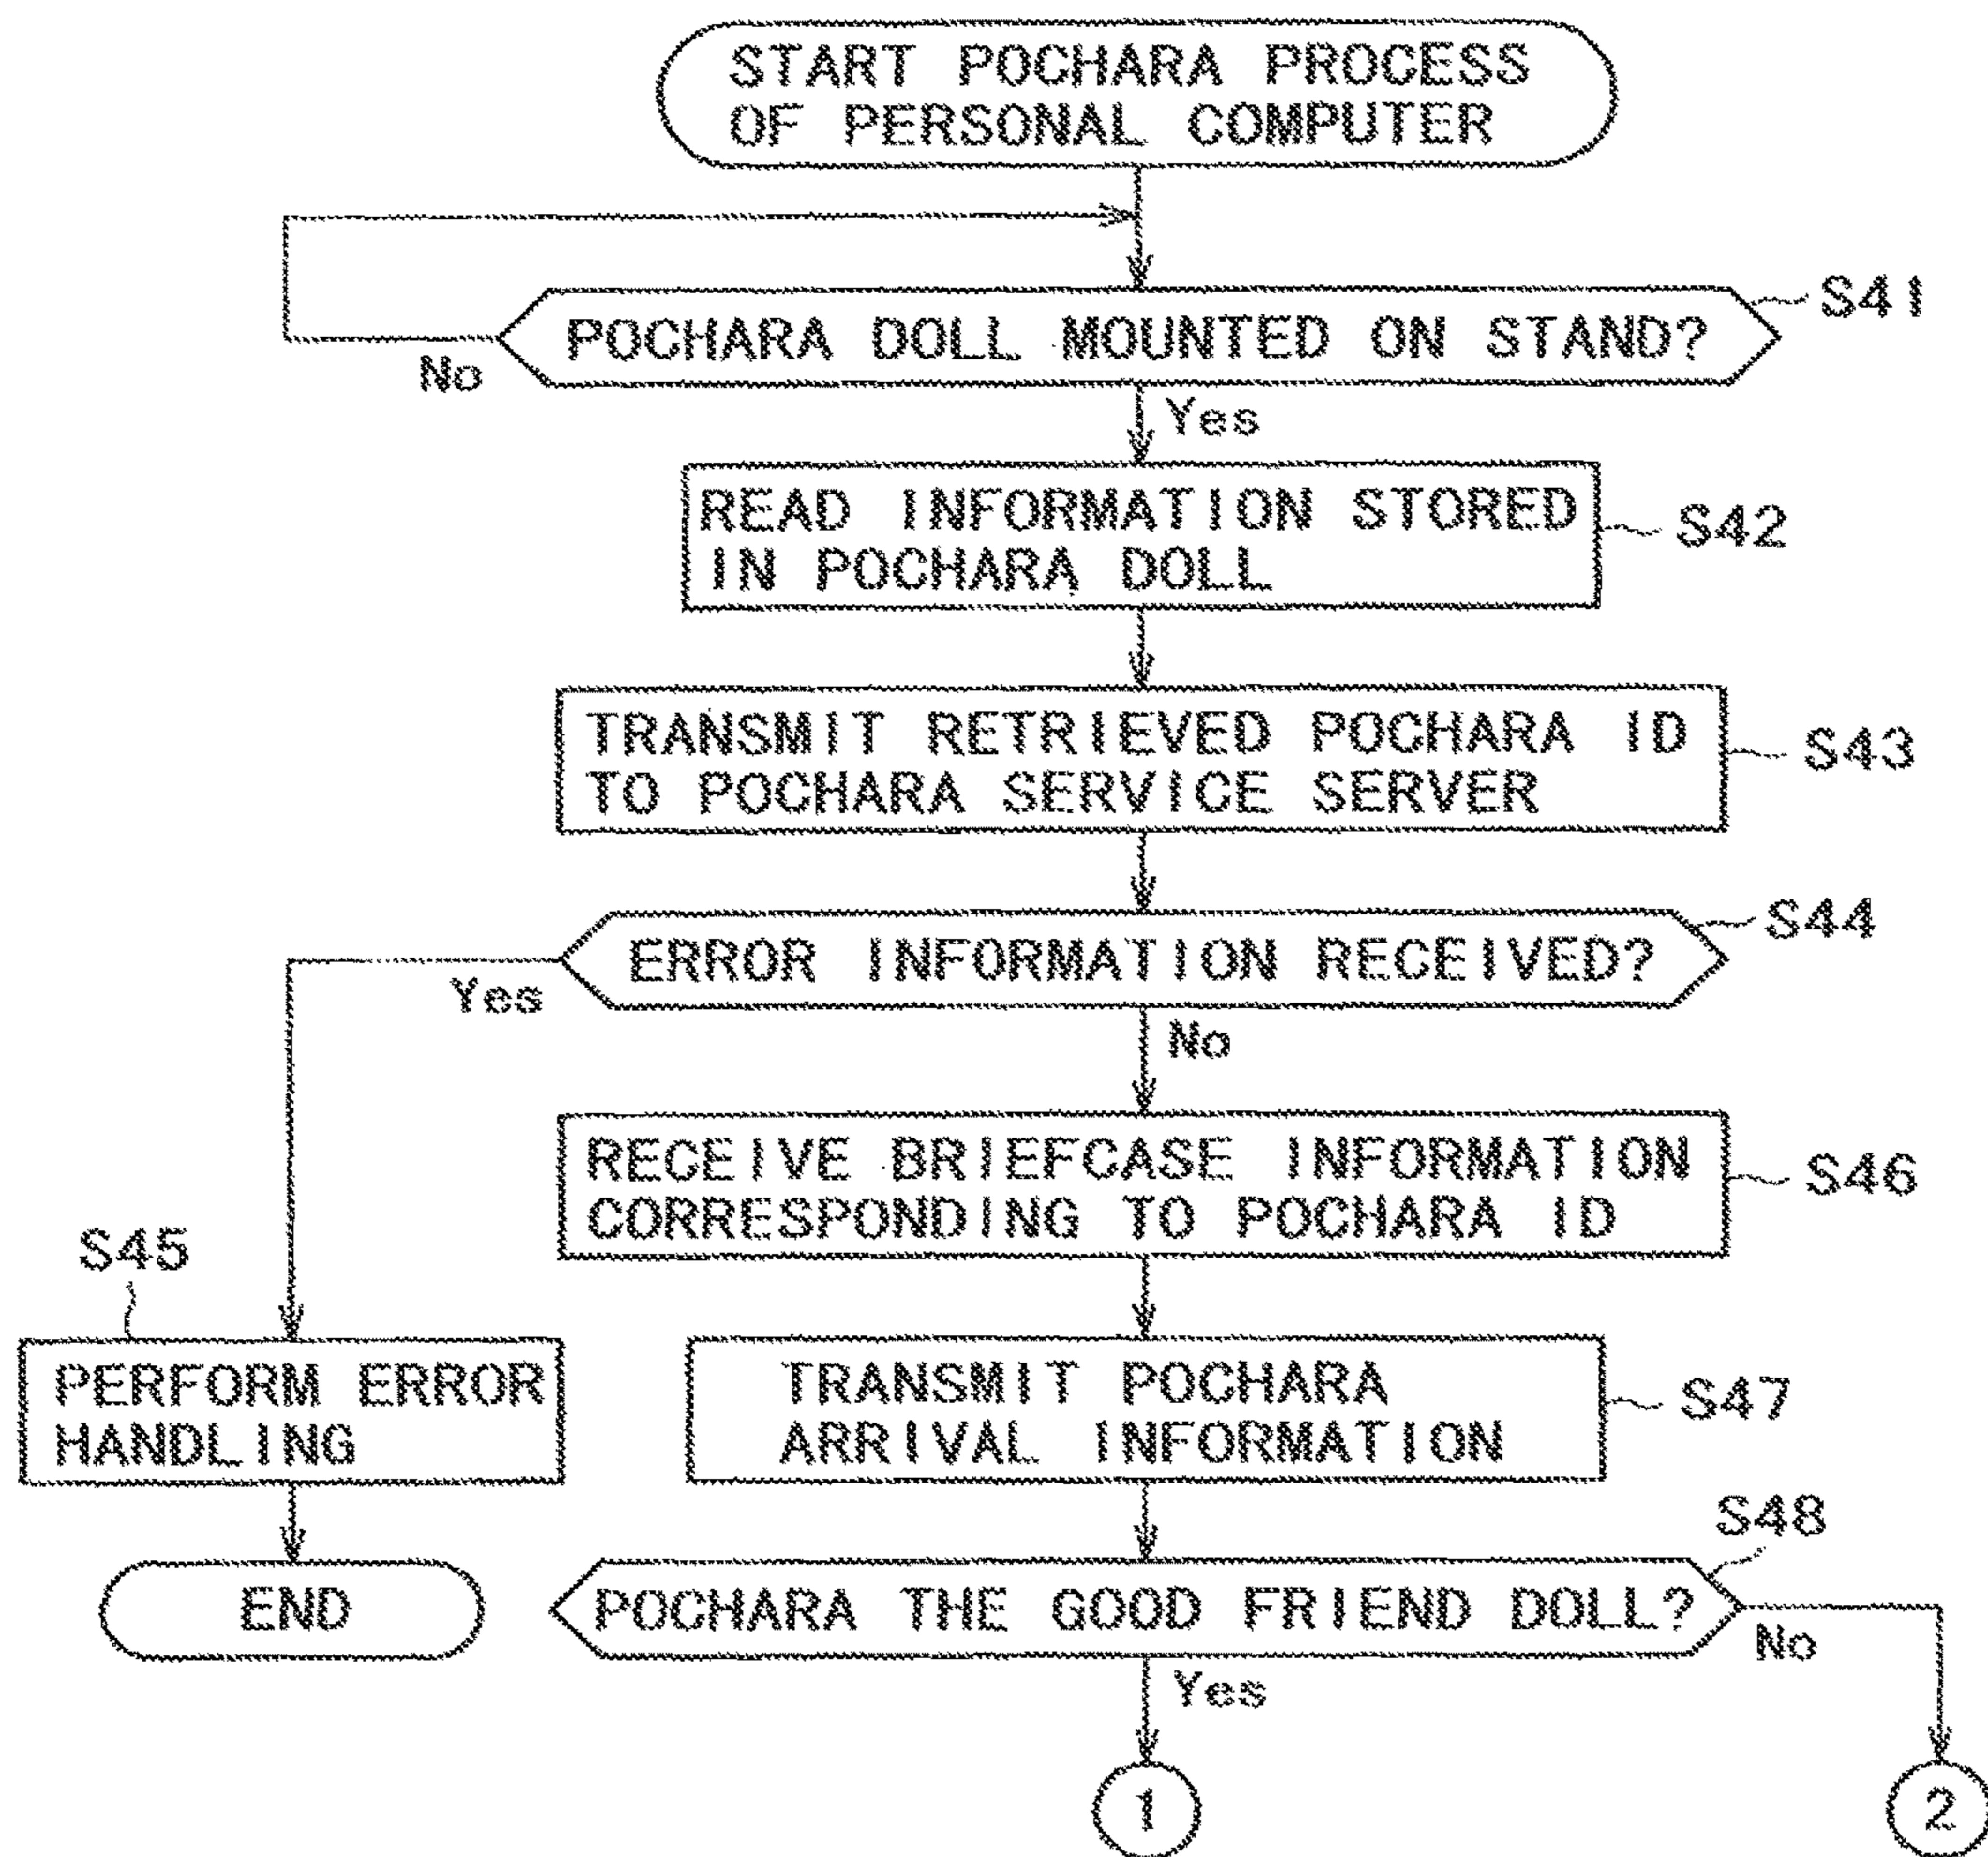 START POCHARA PROCESS
OF PERSONAL COMPUTER
S41
POCHARA DOLL MOUNTED ON STAND?
No
Yes
READ INFORMATION STORED
IN POCHARA DOLL
S42
TRANSMIT RETRIEVED POCHARA ID
TO POCHARA SERVICE SERVER
S43
S44
ERROR INFORMATION RECEIVED?
Yes
No
RECEIVE BRIEFCASE INFORMATION
CORRESPONDING TO POCHARA ID
S46
S45
PERFORM ERROR
HANDLING
TRANSMIT POCHARA
ARRIVAL INFORMATION
S47
S48
END
POCHARA THE GOOD FRIEND DOLL?
No
Yes
1
2